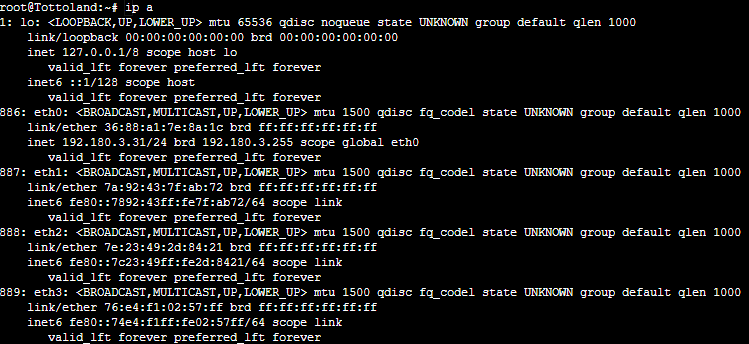 root@Tottoland:~# ip a
1: lo: <LOOPBACK,UP,LOWER_UP> mtu 65536 qdisc noqueue state UNKNOWN group default qlen 1000
    link/loopback 00:00:00:00:00:00 brd 00:00:00:00:00:00
    inet 127.0.0.1/8 scope host lo
       valid_lft forever preferred_lft forever
    inet6 ::1/128 scope host
       valid_lft forever preferred_lft forever
886: eth0: <BROADCAST,MULTICAST,UP,LOWER_UP> mtu 1500 qdisc fq_codel state UNKNOWN group default qlen 1000
    link/ether 36:88:a1:7e:8a:1c brd ff:ff:ff:ff:ff:ff
    inet 192.180.3.31/24 brd 192.180.3.255 scope global eth0
       valid_lft forever preferred_lft forever
887: eth1: <BROADCAST,MULTICAST,UP,LOWER_UP> mtu 1500 qdisc fq_codel state UNKNOWN group default qlen 1000
    link/ether 7a:92:43:7f:ab:72 brd ff:ff:ff:ff:ff:ff
    inet6 fe80::7892:43ff:fe7f:ab72/64 scope link
       valid_lft forever preferred_lft forever
888: eth2: <BROADCAST,MULTICAST,UP,LOWER_UP> mtu 1500 qdisc fq_codel state UNKNOWN group default qlen 1000
    link/ether 7e:23:49:2d:84:21 brd ff:ff:ff:ff:ff:ff
    inet6 fe80::7c23:49ff:fe2d:8421/64 scope link
       valid_lft forever preferred_lft forever
889: eth3: <BROADCAST,MULTICAST,UP,LOWER_UP> mtu 1500 qdisc fq_codel state UNKNOWN group default qlen 1000
    link/ether 76:e4:f1:02:57:ff brd ff:ff:ff:ff:ff:ff
    inet6 fe80::74e4:f1ff:fe02:57ff/64 scope link
       valid_lft forever preferred_lft forever